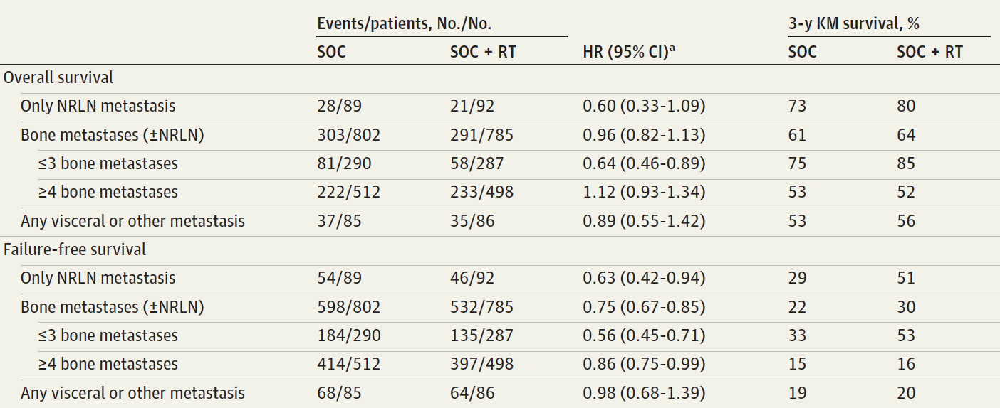 Events/patients, No./No. 3-y KM survival, %
SOC SOC + RT HR (95% CI)ª SOC SOC + RT
Overall survival
Only NRLN metastasis 28/89 21/92 0.60 (0.33-1.09) 73 80
Bone metastases (±NRLN) 303/802 291/785 0.96 (0.82-1.13) 61 64
≤3 bone metastases 81/290 58/287 0.64 (0.46-0.89) 75 85
≥4 bone metastases 222/512 233/498 1.12 (0.93-1.34) 53 52
Any visceral or other metastasis 37/85 35/86 0.89 (0.55-1.42) 53 56
Failure-free survival
Only NRLN metastasis 54/89 46/92 0.63 (0.42-0.94) 29 51
Bone metastases (±NRLN) 598/802 532/785 0.75 (0.67-0.85) 22 30
≤3 bone metastases 184/290 135/287 0.56 (0.45-0.71) 33 53
≥4 bone metastases 414/512 397/498 0.86 (0.75-0.99) 15 16
Any visceral or other metastasis 68/85 64/86 0.98 (0.68-1.39) 19 20